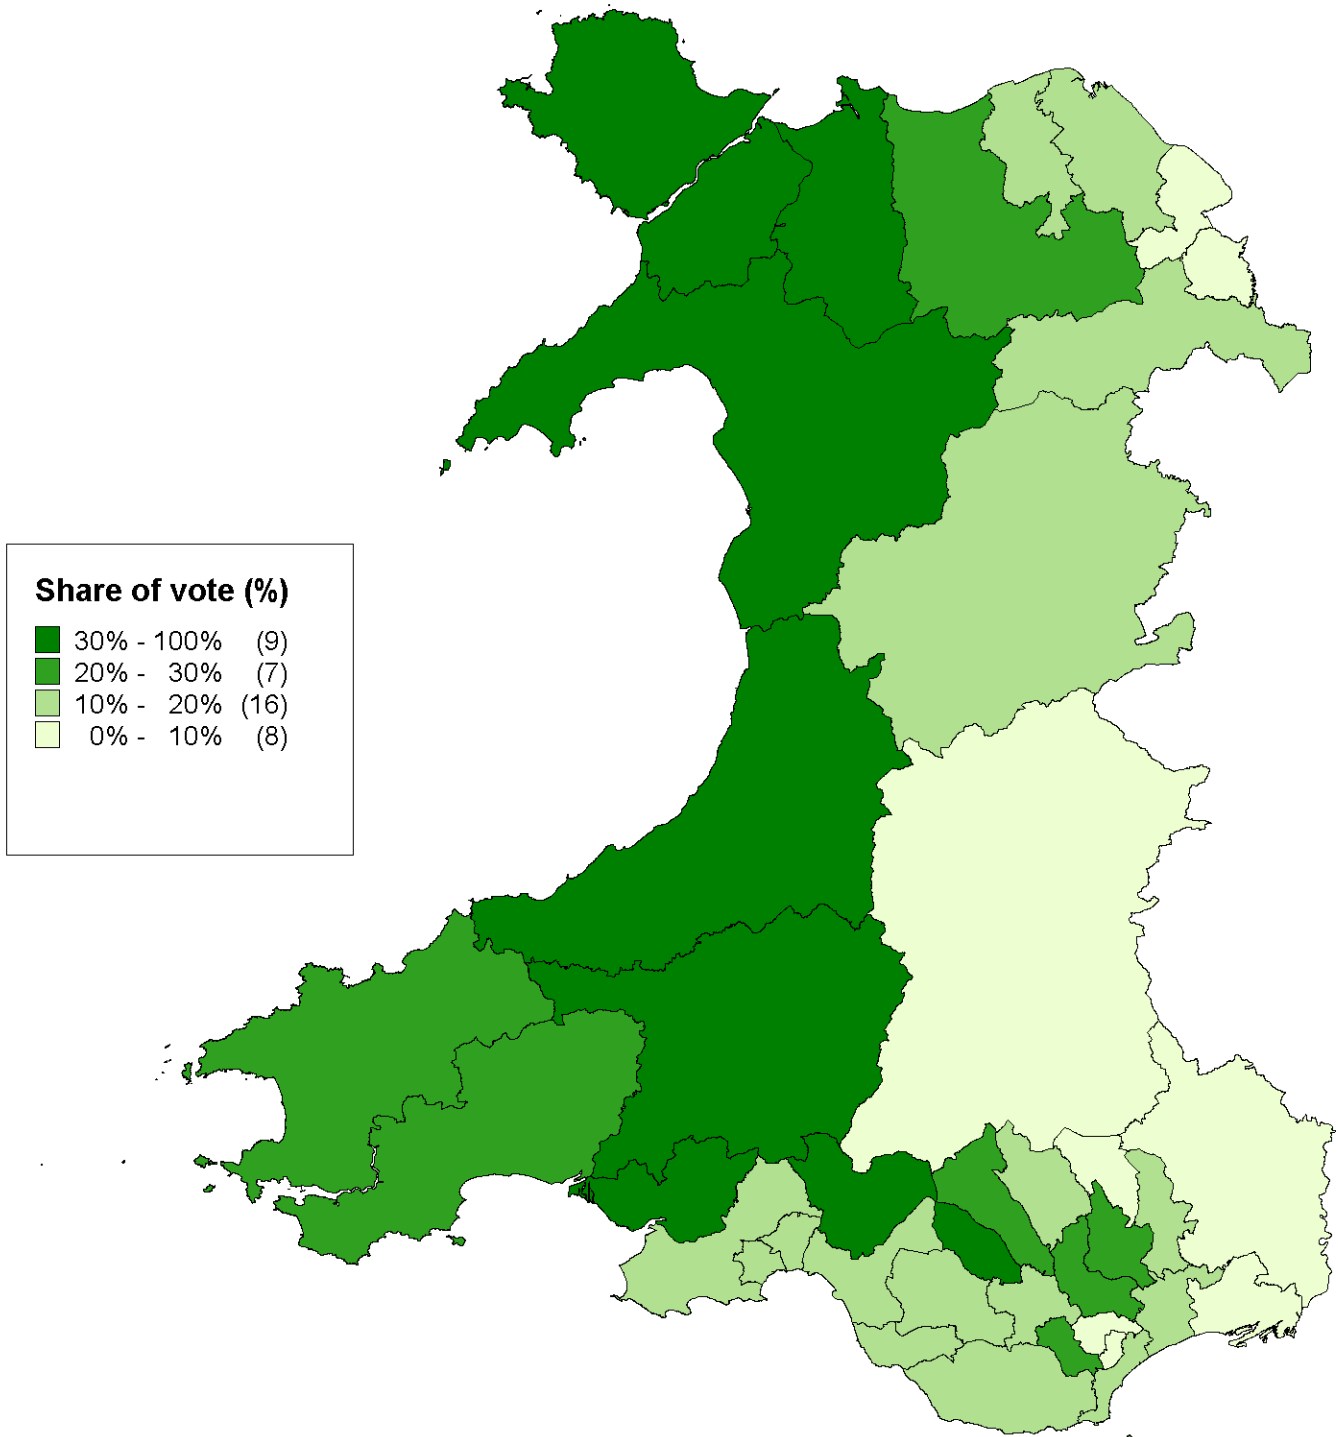 Share of vote (%)
30% - 100% (9)
20% - 30% (7)
10% - 20% (16)
0% - 10% (8)